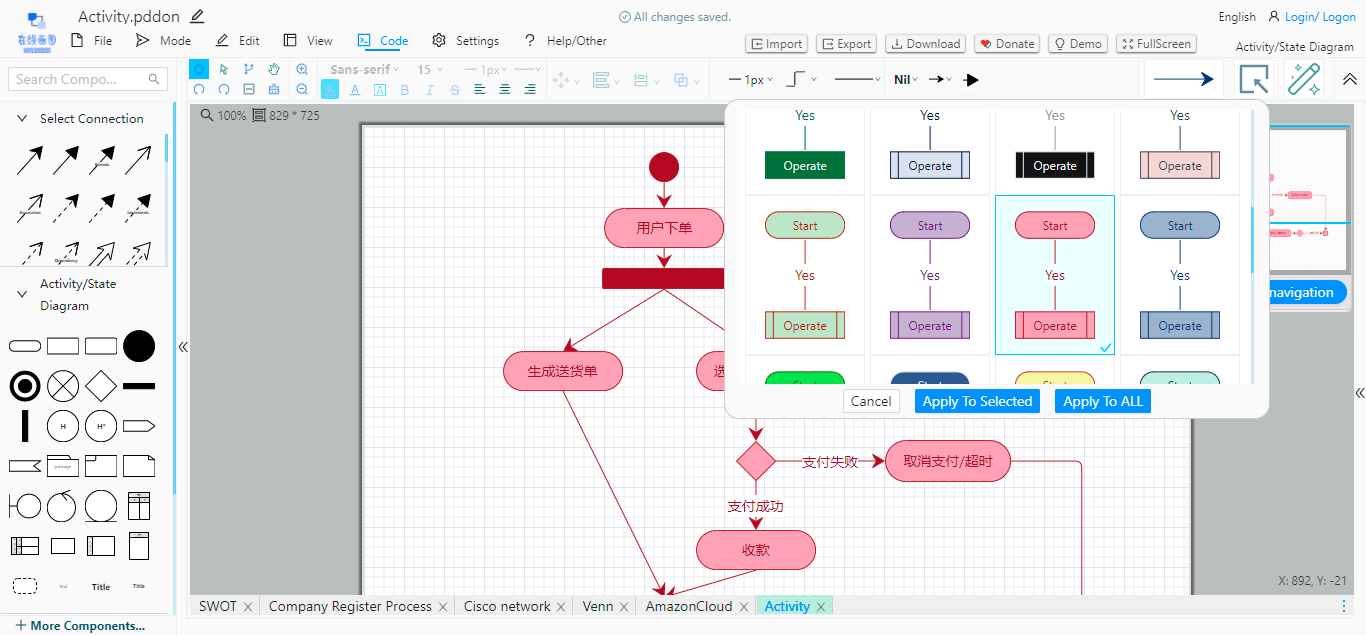 Activity.pddon
All changes saved.
English
Login/ Logon
在线画图
File
Mode
Edit
View
Code
Settings
Help/Other
Import
Export
Download
Donate
Demo
FullScreen
Activity/State Diagram
Search Compo...
Sans-serif
15
1px
A
A
B
I
S
1px
Nil
Select Connection
Activity/State
Diagram
H
H*
package
Text
Title
Title
More Components...
100%
829 * 725
用户下单
生成送货单
选
支付失败
取消支付/超时
支付成功
收款
Yes
Yes
Yes
Yes
Operate
Operate
Operate
Operate
Start
Start
Start
Start
Yes
Yes
Yes
Yes
Operate
Operate
Operate
Operate
Cancel
Apply To Selected
Apply To ALL
navigation
X: 892, Y: -21
SWOT
Company Register Process
Cisco network
Venn
AmazonCloud
Activity